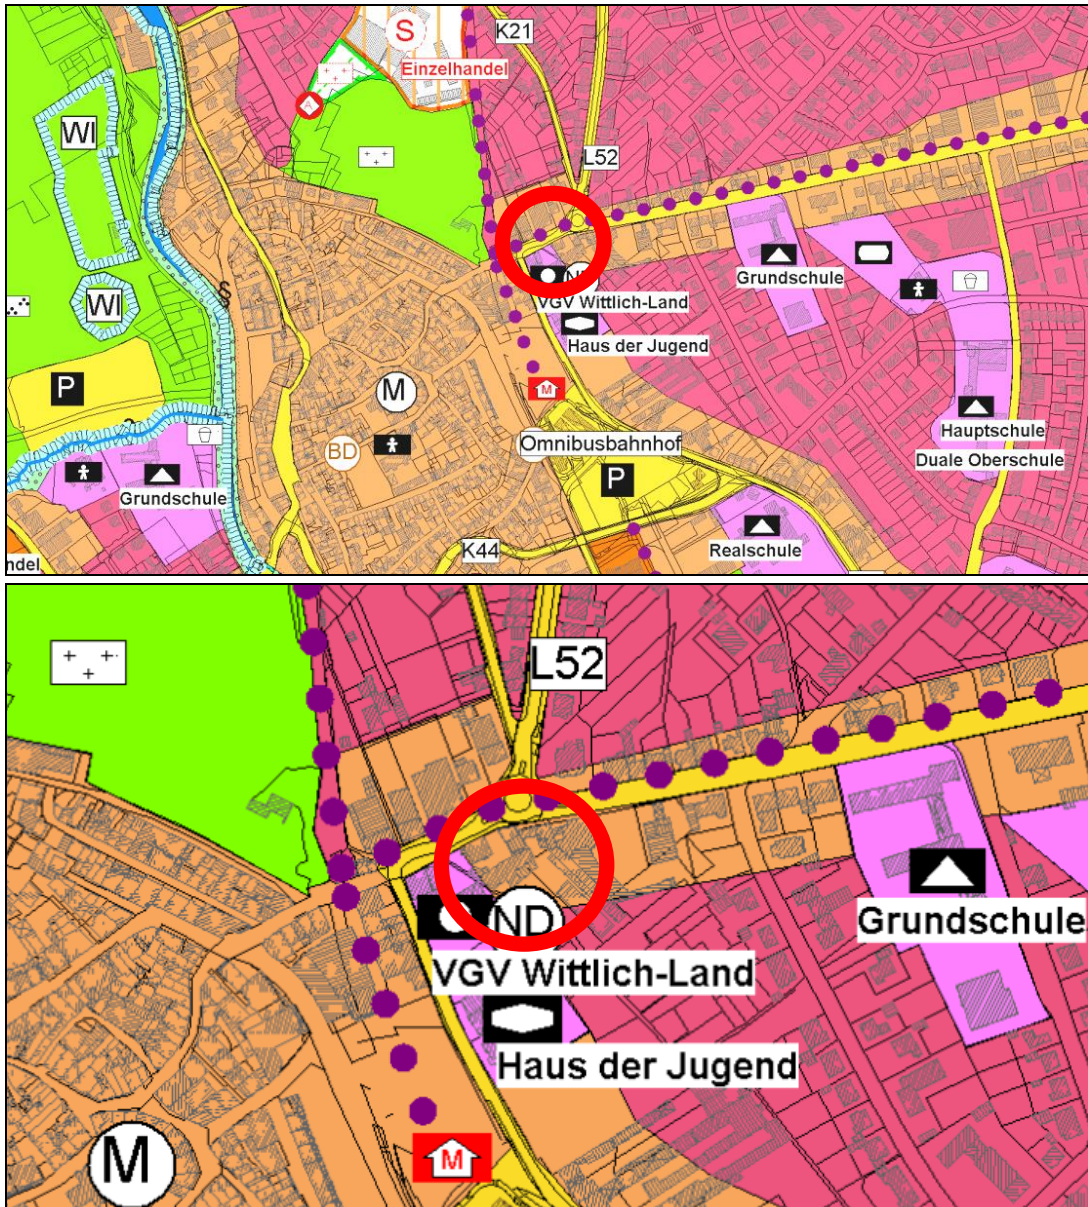 S
K21
Einzelhandel
A
WI
L52
Grundschule
ND
VGV Wittlich-Land
WI
Haus der Jugend
P
M
M
Hauptschule
BD
Omnibusbahnhof
Duale Oberschule
P
Grundschule
Realschule
K44
ndel
L52
Grundschule
ND
VGV Wittlich-Land
Haus der Jugend
M
M